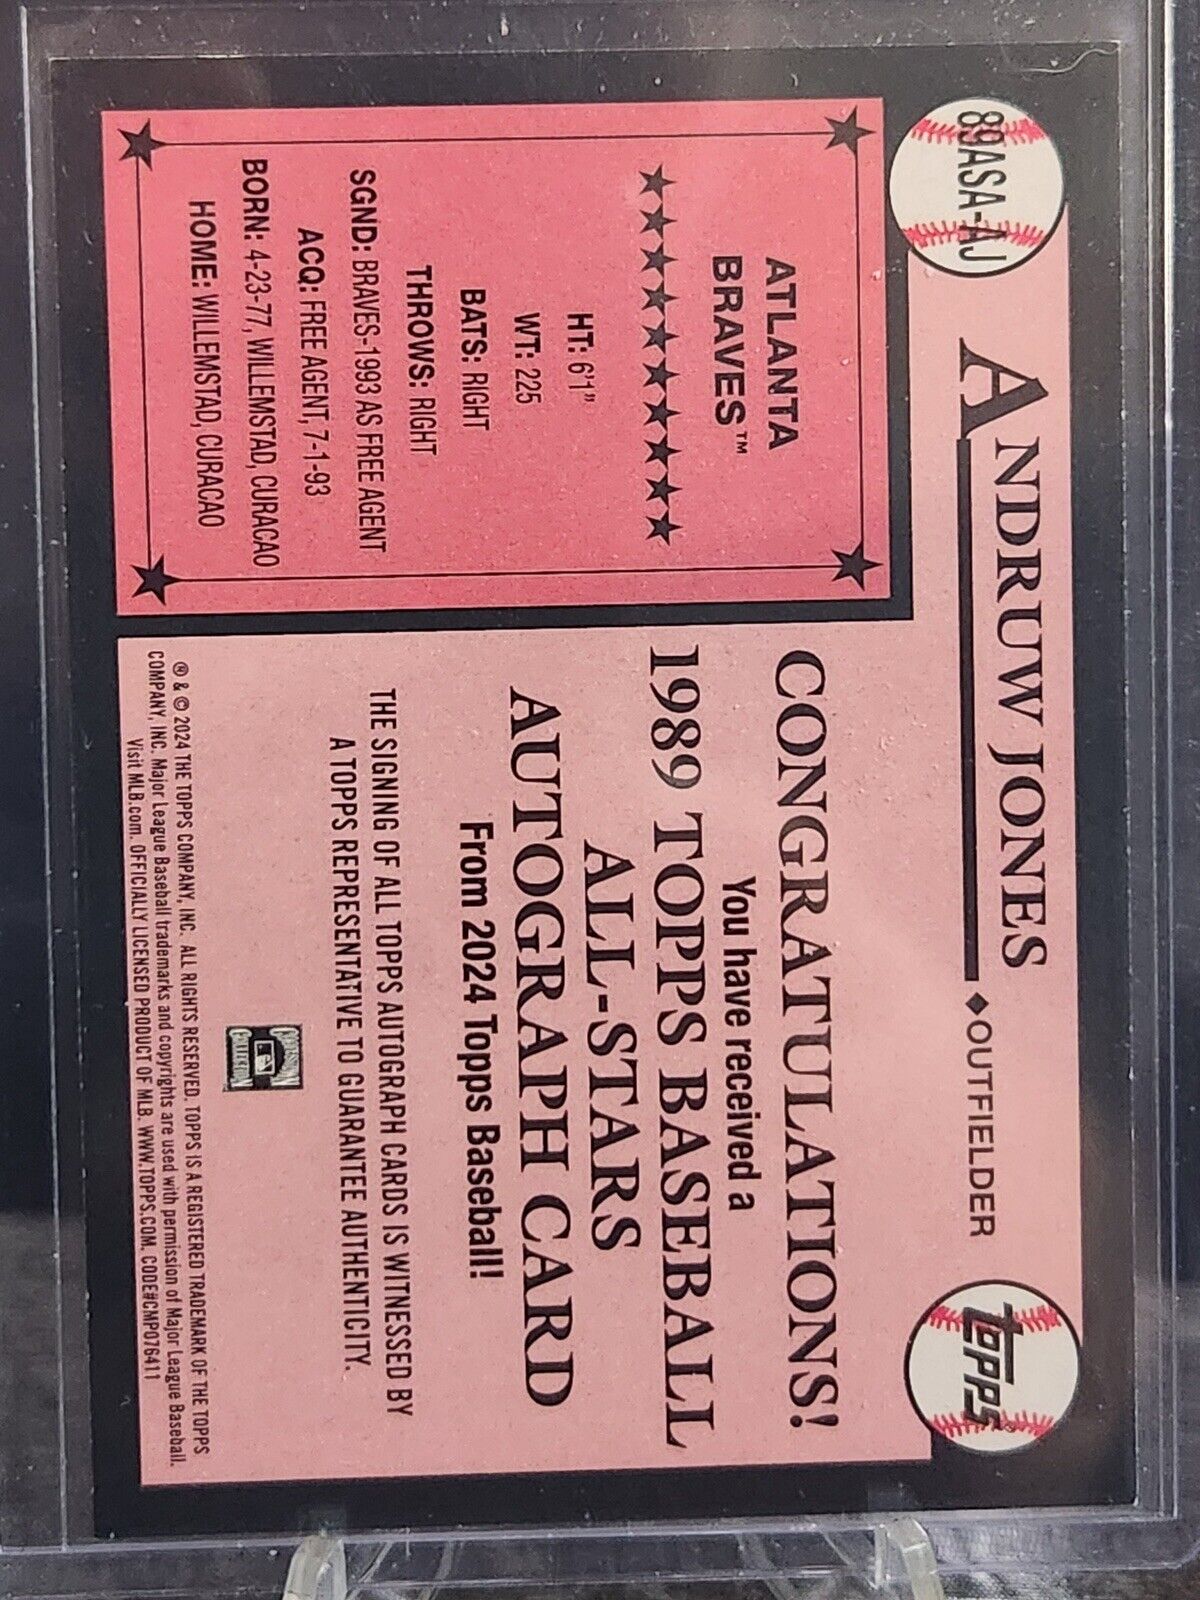 89ASA-AJ
ANDRUW JONES
◆OUTFIELDER
TOPPS®
ATLANTA
BRAVES™
HT: 6'1"
WT: 225
BATS: RIGHT
THROWS: RIGHT
SGND: BRAVES-1993 AS FREE AGENT
ACQ: FREE AGENT, 7-1-93
BORN: 4-23-77, WILLEMSTAD, CURACAO
HOME: WILLEMSTAD, CURACAO
CONGRATULATIONS!
You have received a
1989 TOPPS BASEBALL
ALL-STARS
AUTOGRAPH CARD
From 2024 Topps Baseball!
THE SIGNING OF ALL TOPPS AUTOGRAPH CARDS IS WITNESSED BY
A TOPPS REPRESENTATIVE TO GUARANTEE AUTHENTICITY.
COOPERSTOWN
COLLECTION
® & © 2024 THE TOPPS COMPANY, INC. ALL RIGHTS RESERVED. TOPPS IS A REGISTERED TRADEMARK OF THE TOPPS
COMPANY, INC. Major League Baseball trademarks and copyrights are used with permission of Major League Baseball.
Visit MLB.com. OFFICIALLY LICENSED PRODUCT OF MLB. WWW.TOPPS.COM. CODE#CMP076411